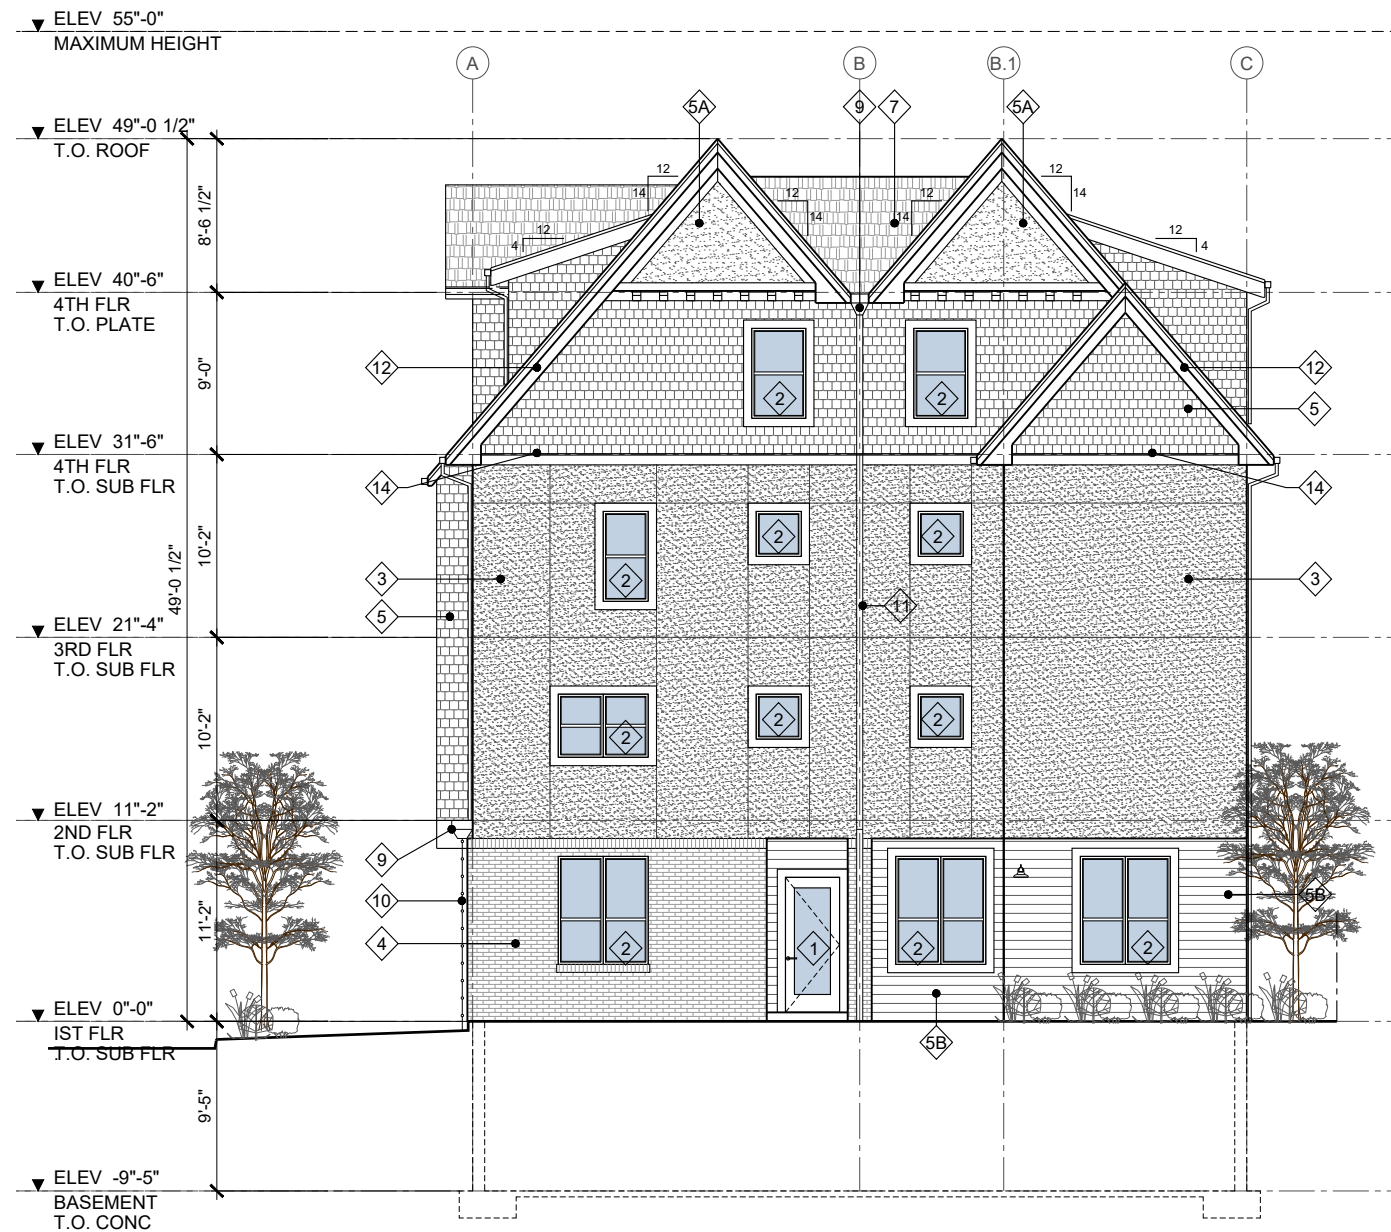 ELEV 55"-0"
MAXIMUM HEIGHT
A
B
B.1
C
5A
9
7
5A
ELEV 49"-0 1/2"
T.O. ROOF
12
14
12
14
12
14
12
14
12
4
12
4
8'-6 1/2"
ELEV 40"-6"
4TH FLR
T.O. PLATE
12
12
9'-0"
2
2
5
ELEV 31"-6"
4TH FLR
T.O. SUB FLR
14
14
10'-2"
49'-0 1/2"
2
2
2
3
3
5
11
ELEV 21"-4"
3RD FLR
T.O. SUB FLR
10'-2"
2
2
2
ELEV 11"-2"
2ND FLR
T.O. SUB FLR
9
10
5B
11'-2"
4
2
1
2
2
ELEV 0"-0"
IST FLR
T.O. SUB FLR
5B
9'-5"
ELEV -9"-5"
BASEMENT
T.O. CONC